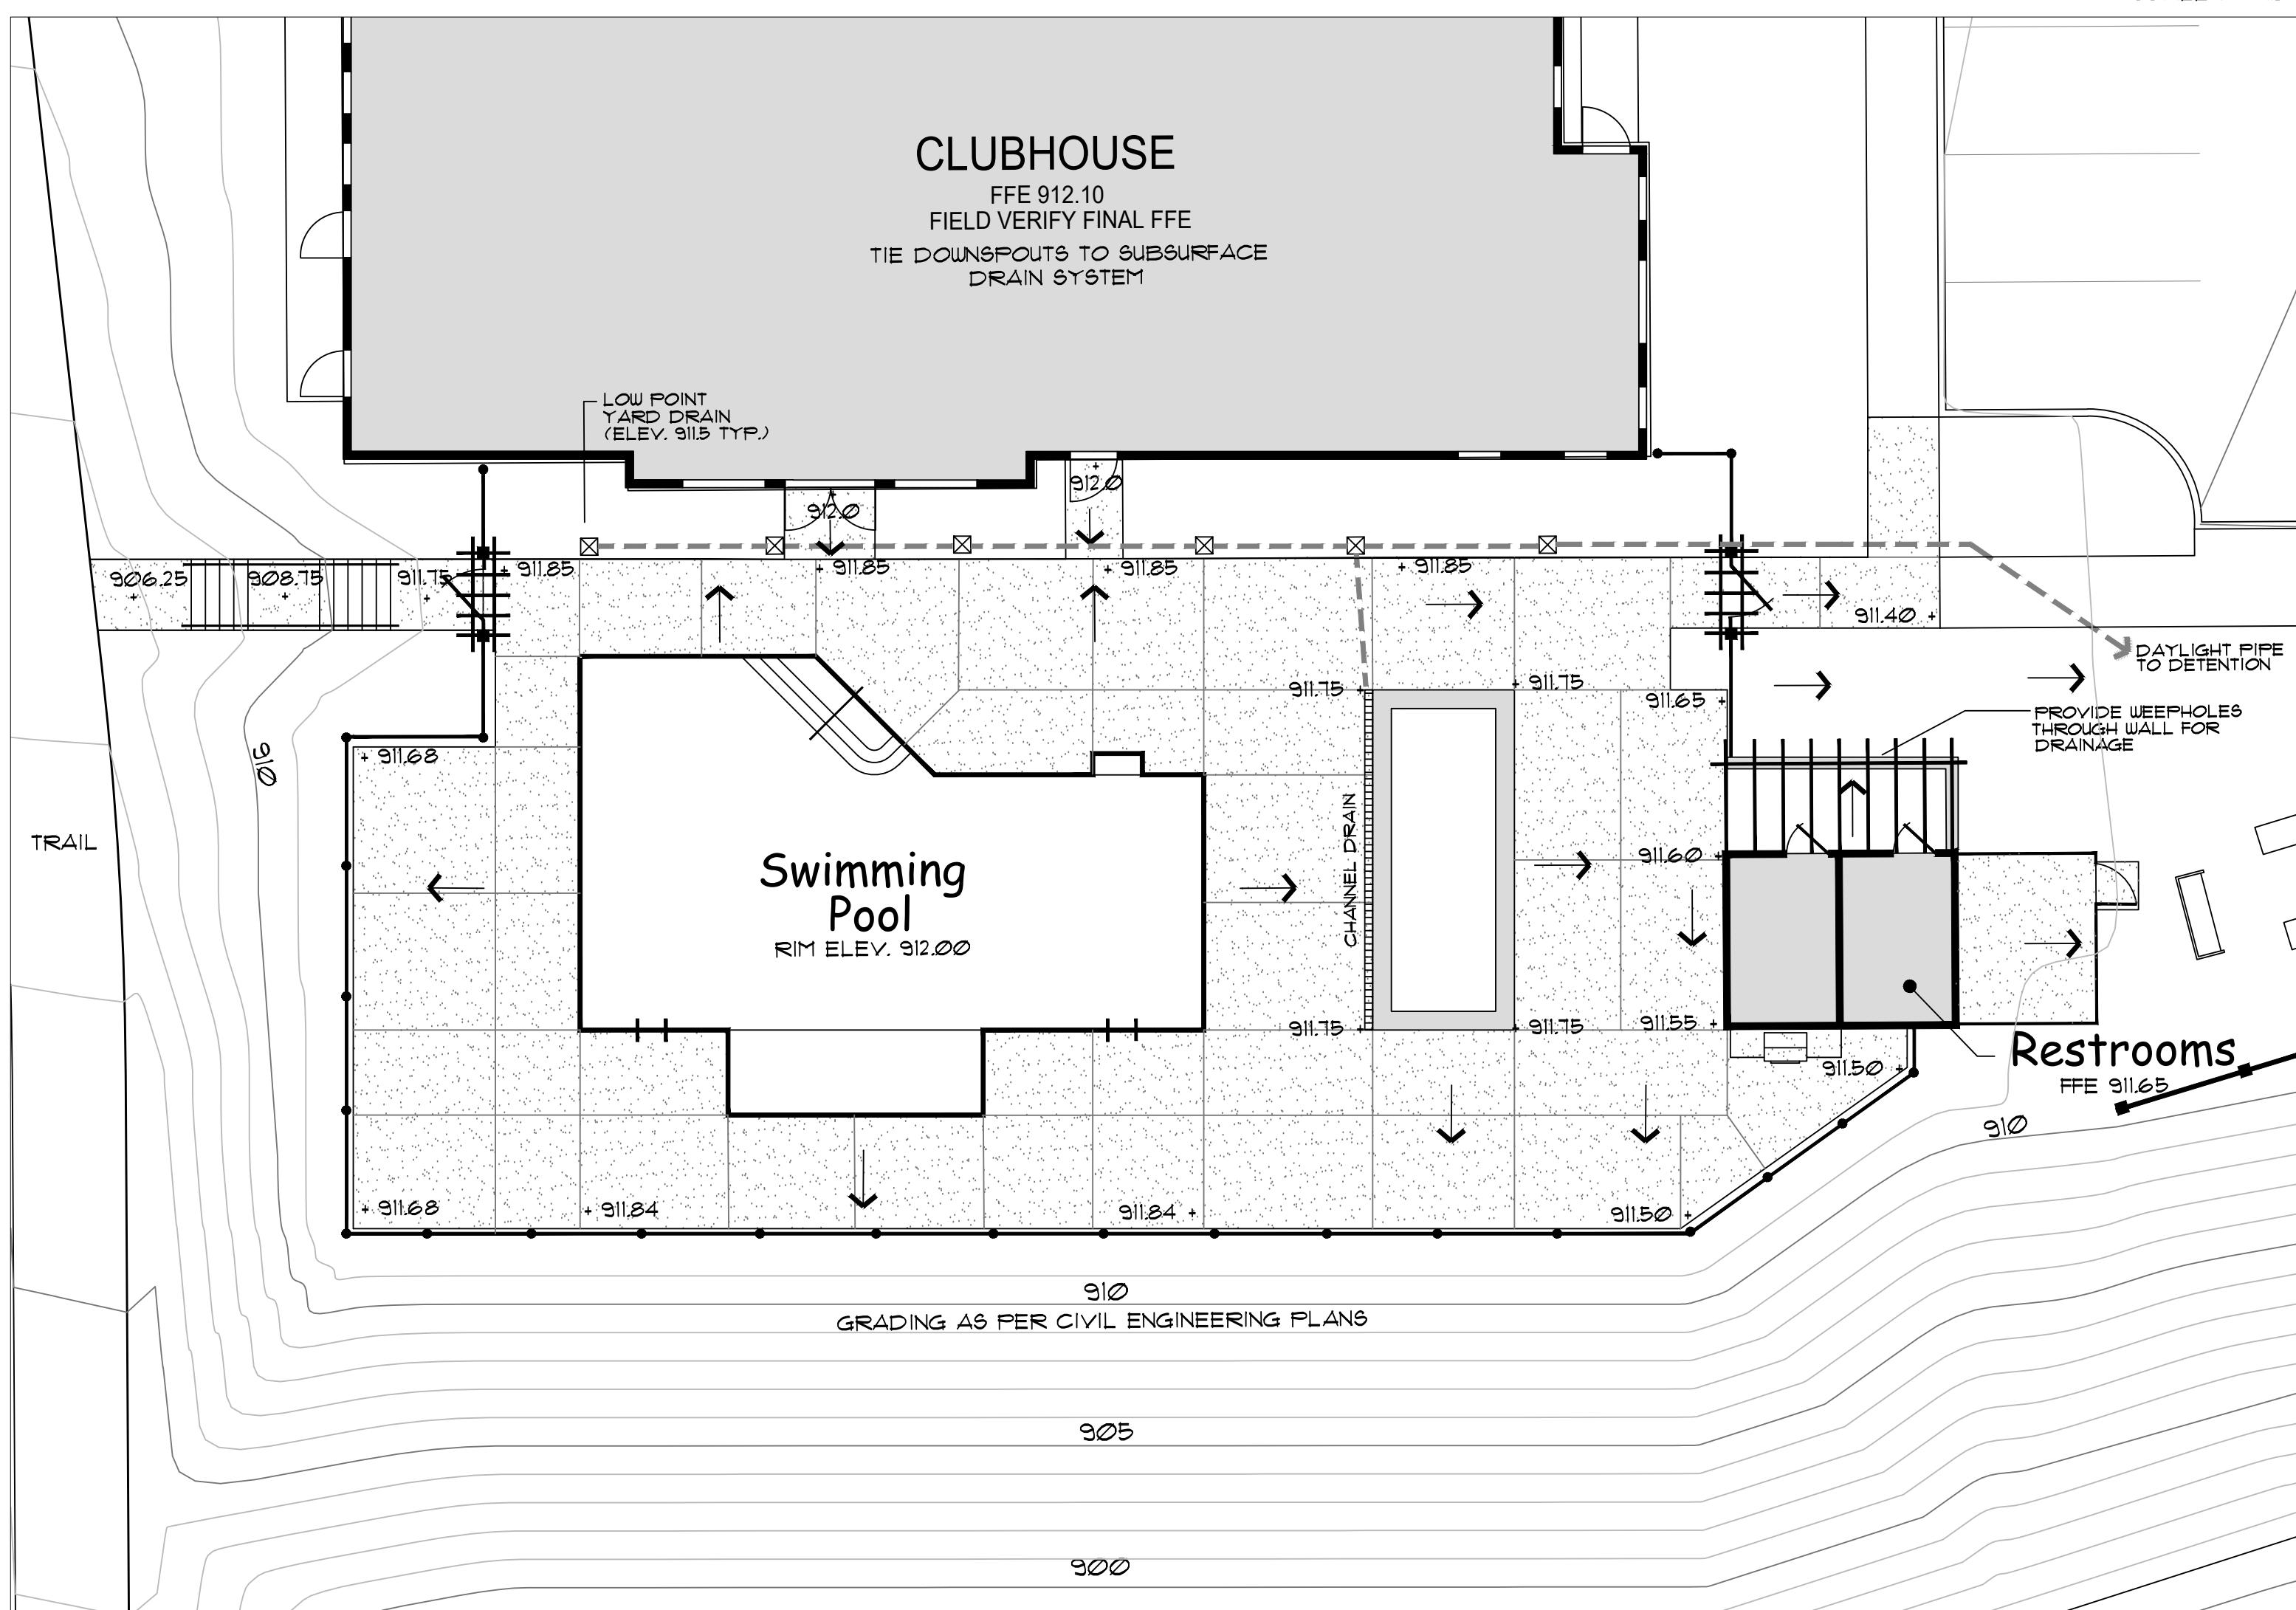 CLUBHOUSE
FFE 912.10
FIELD VERIFY FINAL FFE
TIE DOWNSPOUTS TO SUBSURFACE
DRAIN SYSTEM
LOW POINT
YARD DRAIN
(ELEV. 911.5 TYP.)
912.0
912.0
906.25
908.75
911.75
911.85
911.85
911.85
911.85
911.40
DAYLIGHT PIPE
TO DETENTION
911.75
911.75
911.65
PROVIDE WEEPHOLES
THROUGH WALL FOR
DRAINAGE
910
911.68
TRAIL
CHANNEL DRAIN
911.60
Swimming
Pool
RIM ELEV. 912.00
911.75
911.75
911.55
Restrooms
FFE 911.65
911.50
910
911.68
911.84
911.84
911.50
910
GRADING AS PER CIVIL ENGINEERING PLANS
905
900